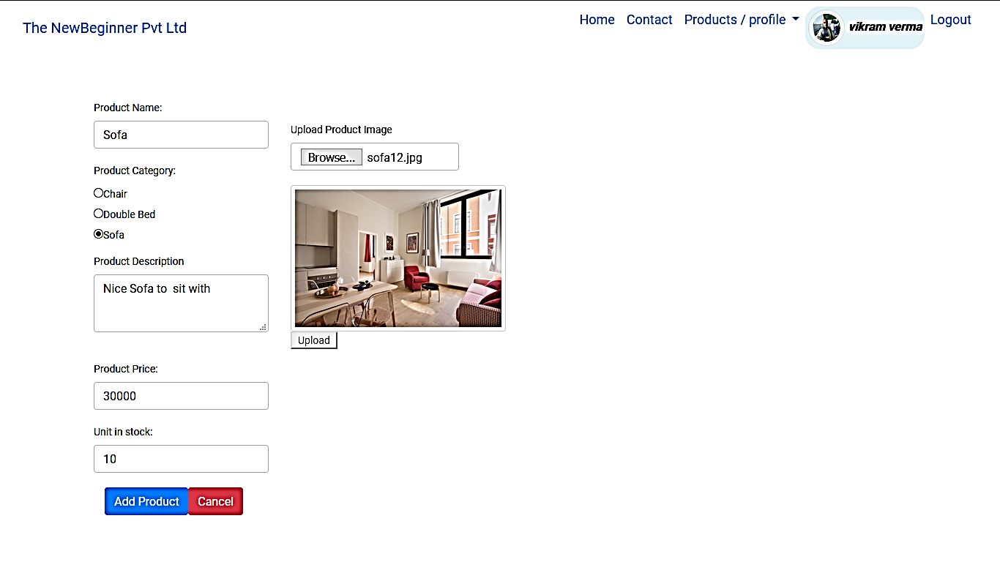 The NewBeginner Pvt Ltd
Home Contact Products / profile vikram verma Logout
Product Name:
Sofa
Product Category:
Chair
Double Bed
Sofa
Product Description
Nice Sofa to  sit with
Product Price:
30000
Unit in stock:
10
Add Product Cancel
Upload Product Image
Browse... sofa12.jpg
Upload